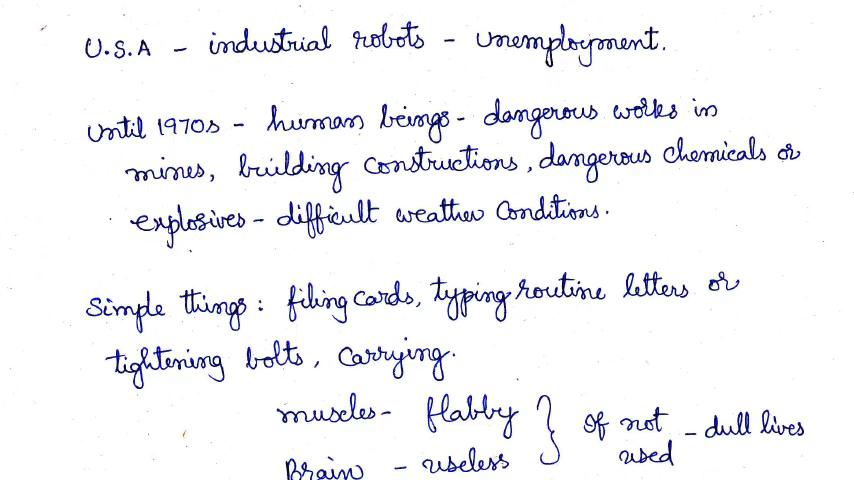 U.S.A - industrial robots - unemployment.
Until 1970s - human beings - dangerous works in
mines, building constructions, dangerous chemicals or
explosives - difficult weather conditions.
Simple things : filing cards, typing routine letters or
tightening bolts, carrying.
muscles - flabby } If not used - dull lives
Brain - useless